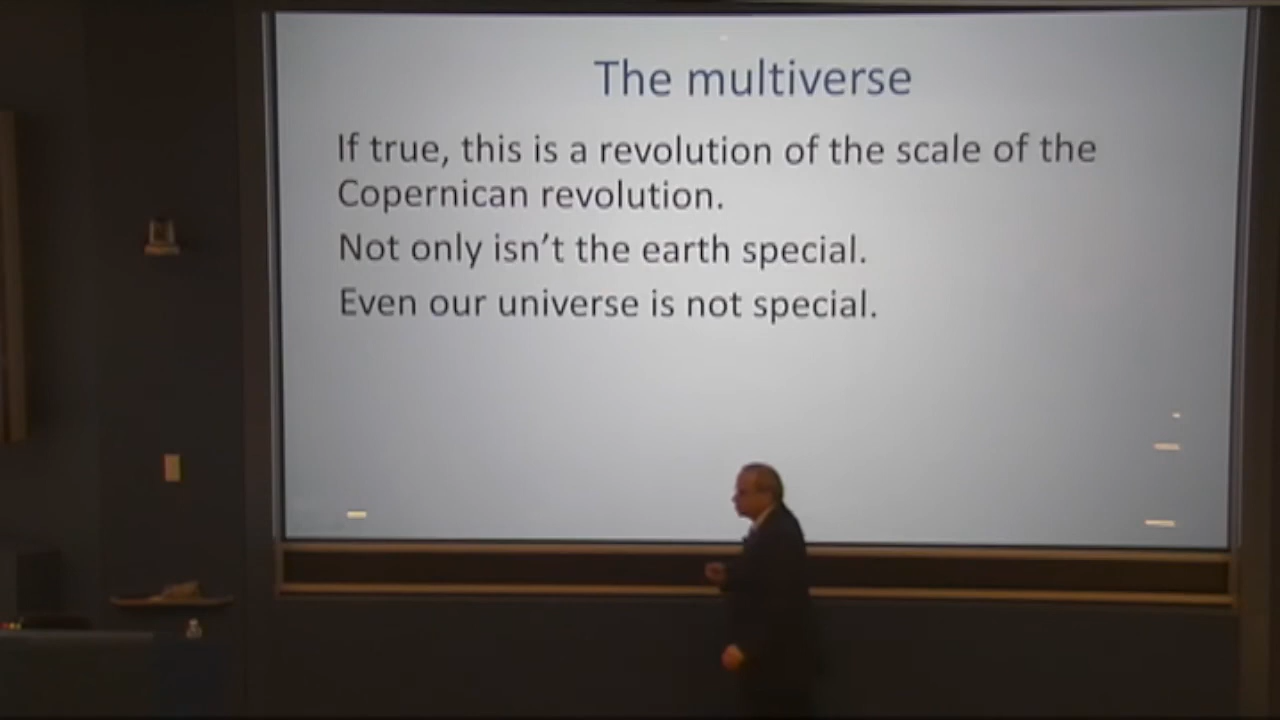 The multiverse
If true, this is a revolution of the scale of the
Copernican revolution.
Not only isn't the earth special.
Even our universe is not special.